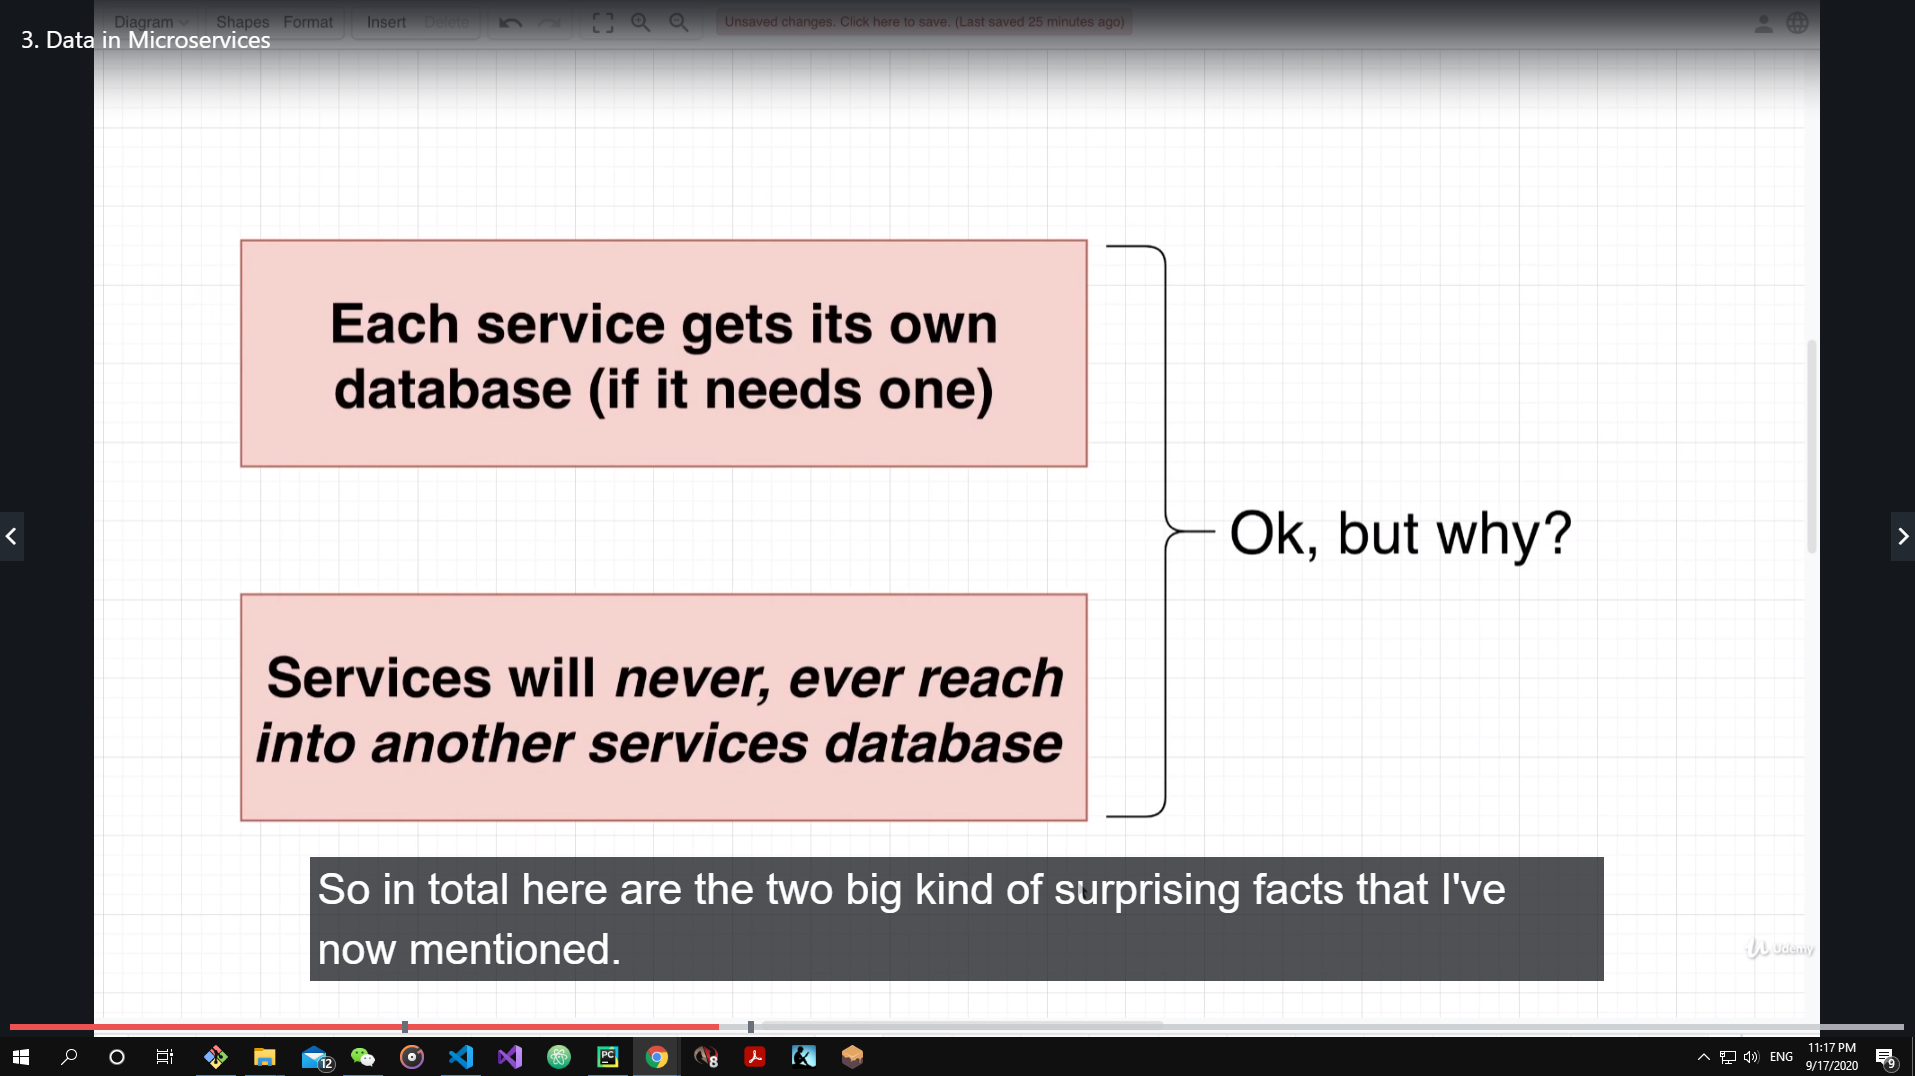 Diagram Shapes Format Insert Delete Unsaved changes. Click here to save. (Last saved 25 minutes ago)
3. Data in Microservices
Each service gets its own
database (if it needs one)
Ok, but why?
Services will never, ever reach
into another services database
So in total here are the two big kind of surprising facts that I've
now mentioned.
Udemy
12
PC
8
ENG
11:17 PM
9/17/2020
9